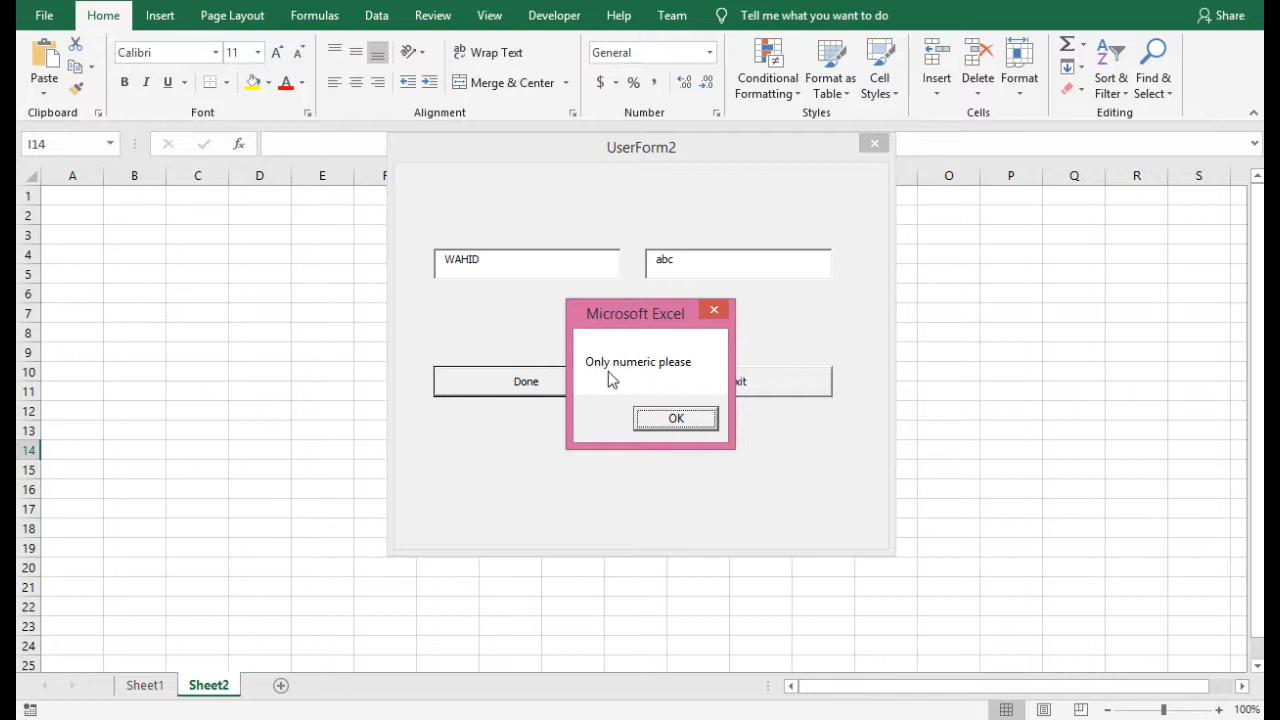 File Home Insert Page Layout Formulas Data Review View Developer Help Team Tell me what you want to do Share
Paste
Clipboard
Calibri 11
B I U
Font
Wrap Text
Merge & Center
Alignment
General
$ % ,
Number
Conditional Formatting
Format as Table
Cell Styles
Styles
Insert
Delete
Format
Cells
Sort & Filter
Find & Select
Editing
I14
fx
UserForm2
A B C D E F O P Q R S
1
2
3
4
5
6
7
8
9
10
11
12
13
14
15
16
17
18
19
20
21
22
23
24
25
WAHID
abc
Done
xit
Microsoft Excel
Only numeric please
OK
Sheet1 Sheet2
100%